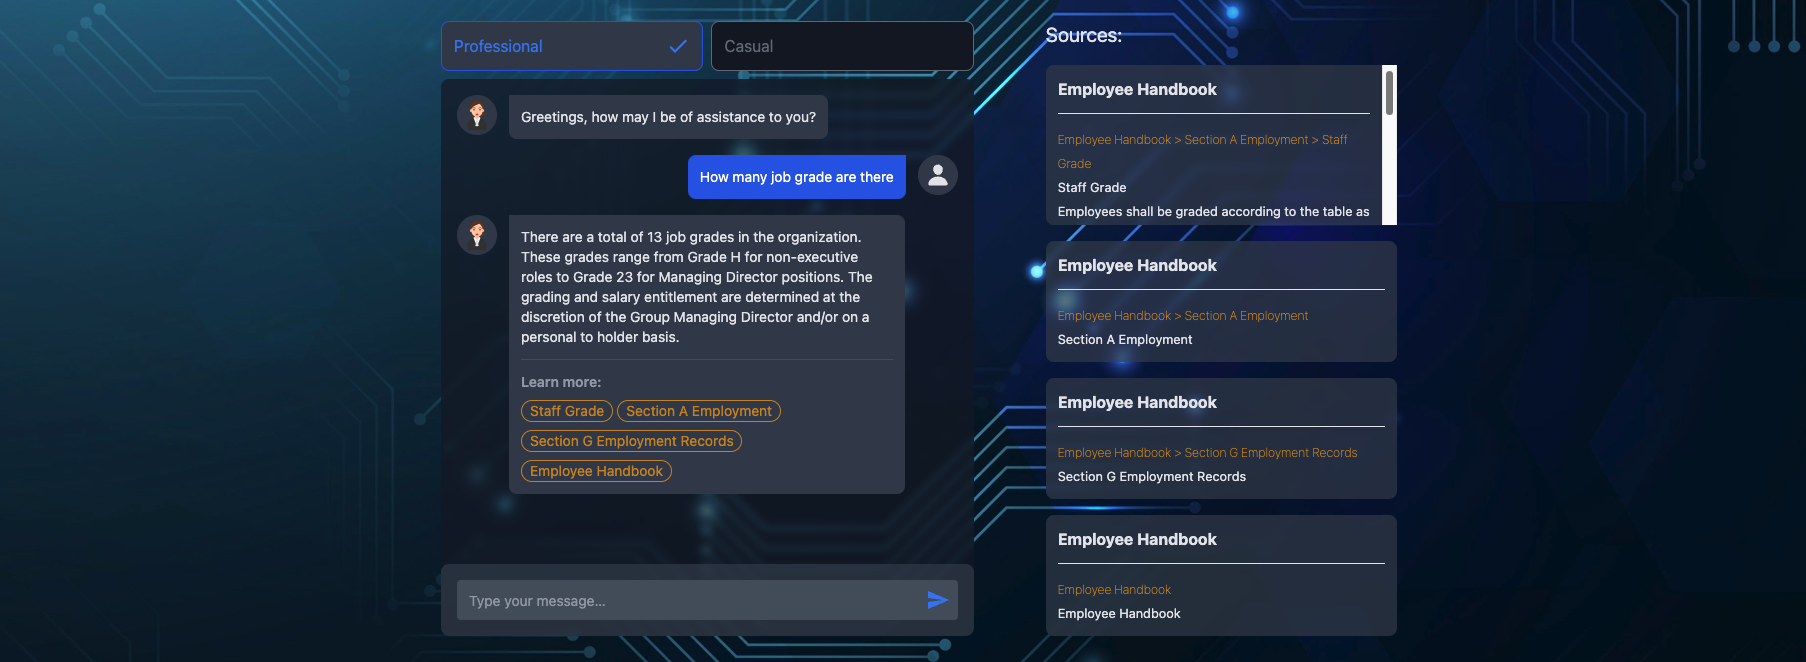 Professional
Casual
Greetings, how may I be of assistance to you?
How many job grade are there
There are a total of 13 job grades in the organization.
These grades range from Grade H for non-executive
roles to Grade 23 for Managing Director positions. The
grading and salary entitlement are determined at the
discretion of the Group Managing Director and/or on a
personal to holder basis.
Learn more:
Staff Grade
Section A Employment
Section G Employment Records
Employee Handbook
Type your message...
Sources:
Employee Handbook
Employee Handbook > Section A Employment > Staff
Grade
Staff Grade
Employees shall be graded according to the table as
Employee Handbook
Employee Handbook > Section A Employment
Section A Employment
Employee Handbook
Employee Handbook > Section G Employment Records
Section G Employment Records
Employee Handbook
Employee Handbook
Employee Handbook